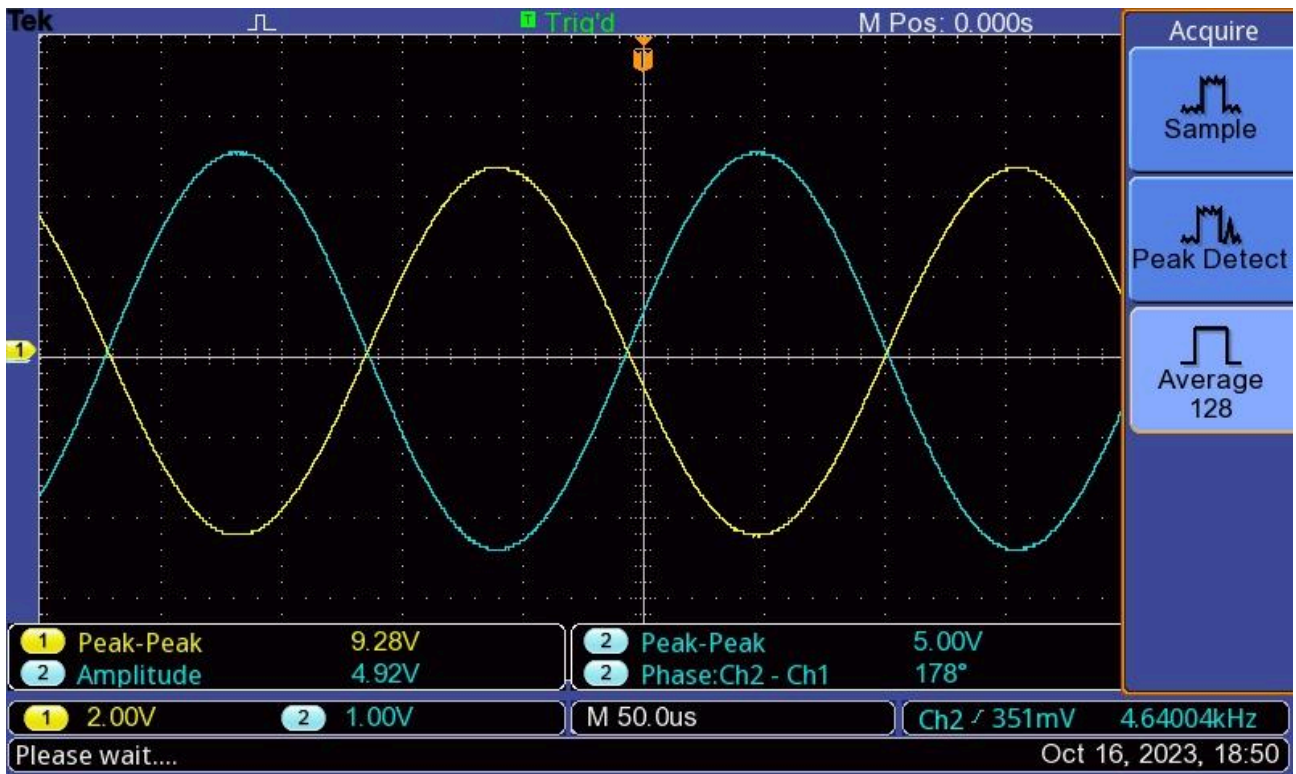 Tek T Trig'd M Pos: 0.000s
Acquire
T
Sample
Peak Detect
1
Average
128
1 Peak-Peak 9.28V 2 Peak-Peak 5.00V
2 Amplitude 4.92V 2 Phase:Ch2 - Ch1 178°
1 2.00V 2 1.00V M 50.0us Ch2 / 351mV 4.64004kHz
Please wait.... Oct 16, 2023, 18:50